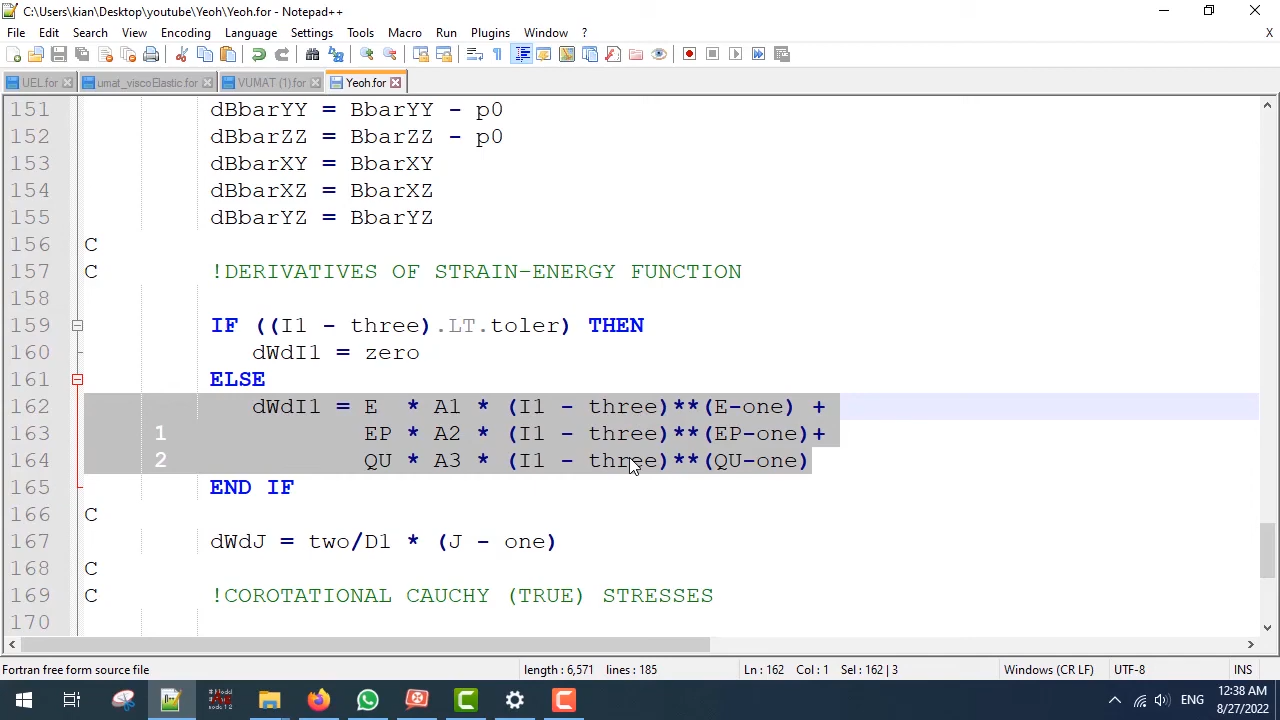 C:\Users\kian\Desktop\youtube\Yeoh\Yeoh.for - Notepad++
File Edit Search View Encoding Language Settings Tools Macro Run Plugins Window ? X
UEL.for umat_viscoElastic.for VUMAT (1).for Yeoh.for
151 dBbarYY = BbarYY - p0
152 dBbarZZ = BbarZZ - p0
153 dBbarXY = BbarXY
154 dBbarXZ = BbarXZ
155 dBbarYZ = BbarYZ
156 C
157 C !DERIVATIVES OF STRAIN-ENERGY FUNCTION
158
159 IF ((I1 - three).LT.toler) THEN
160 dWdI1 = zero
161 ELSE
162 dWdI1 = E * A1 * (I1 - three)**(E-one) +
163 1 EP * A2 * (I1 - three)**(EP-one)+
164 2 QU * A3 * (I1 - three)**(QU-one)
165 END IF
166 C
167 dWdJ = two/D1 * (J - one)
168 C
169 C !COROTATIONAL CAUCHY (TRUE) STRESSES
170
Fortran free form source file length : 6,571 lines : 185 Ln : 162 Col : 1 Sel : 162 | 3 Windows (CR LF) UTF-8 INS
ENG 12:38 AM
8/27/2022